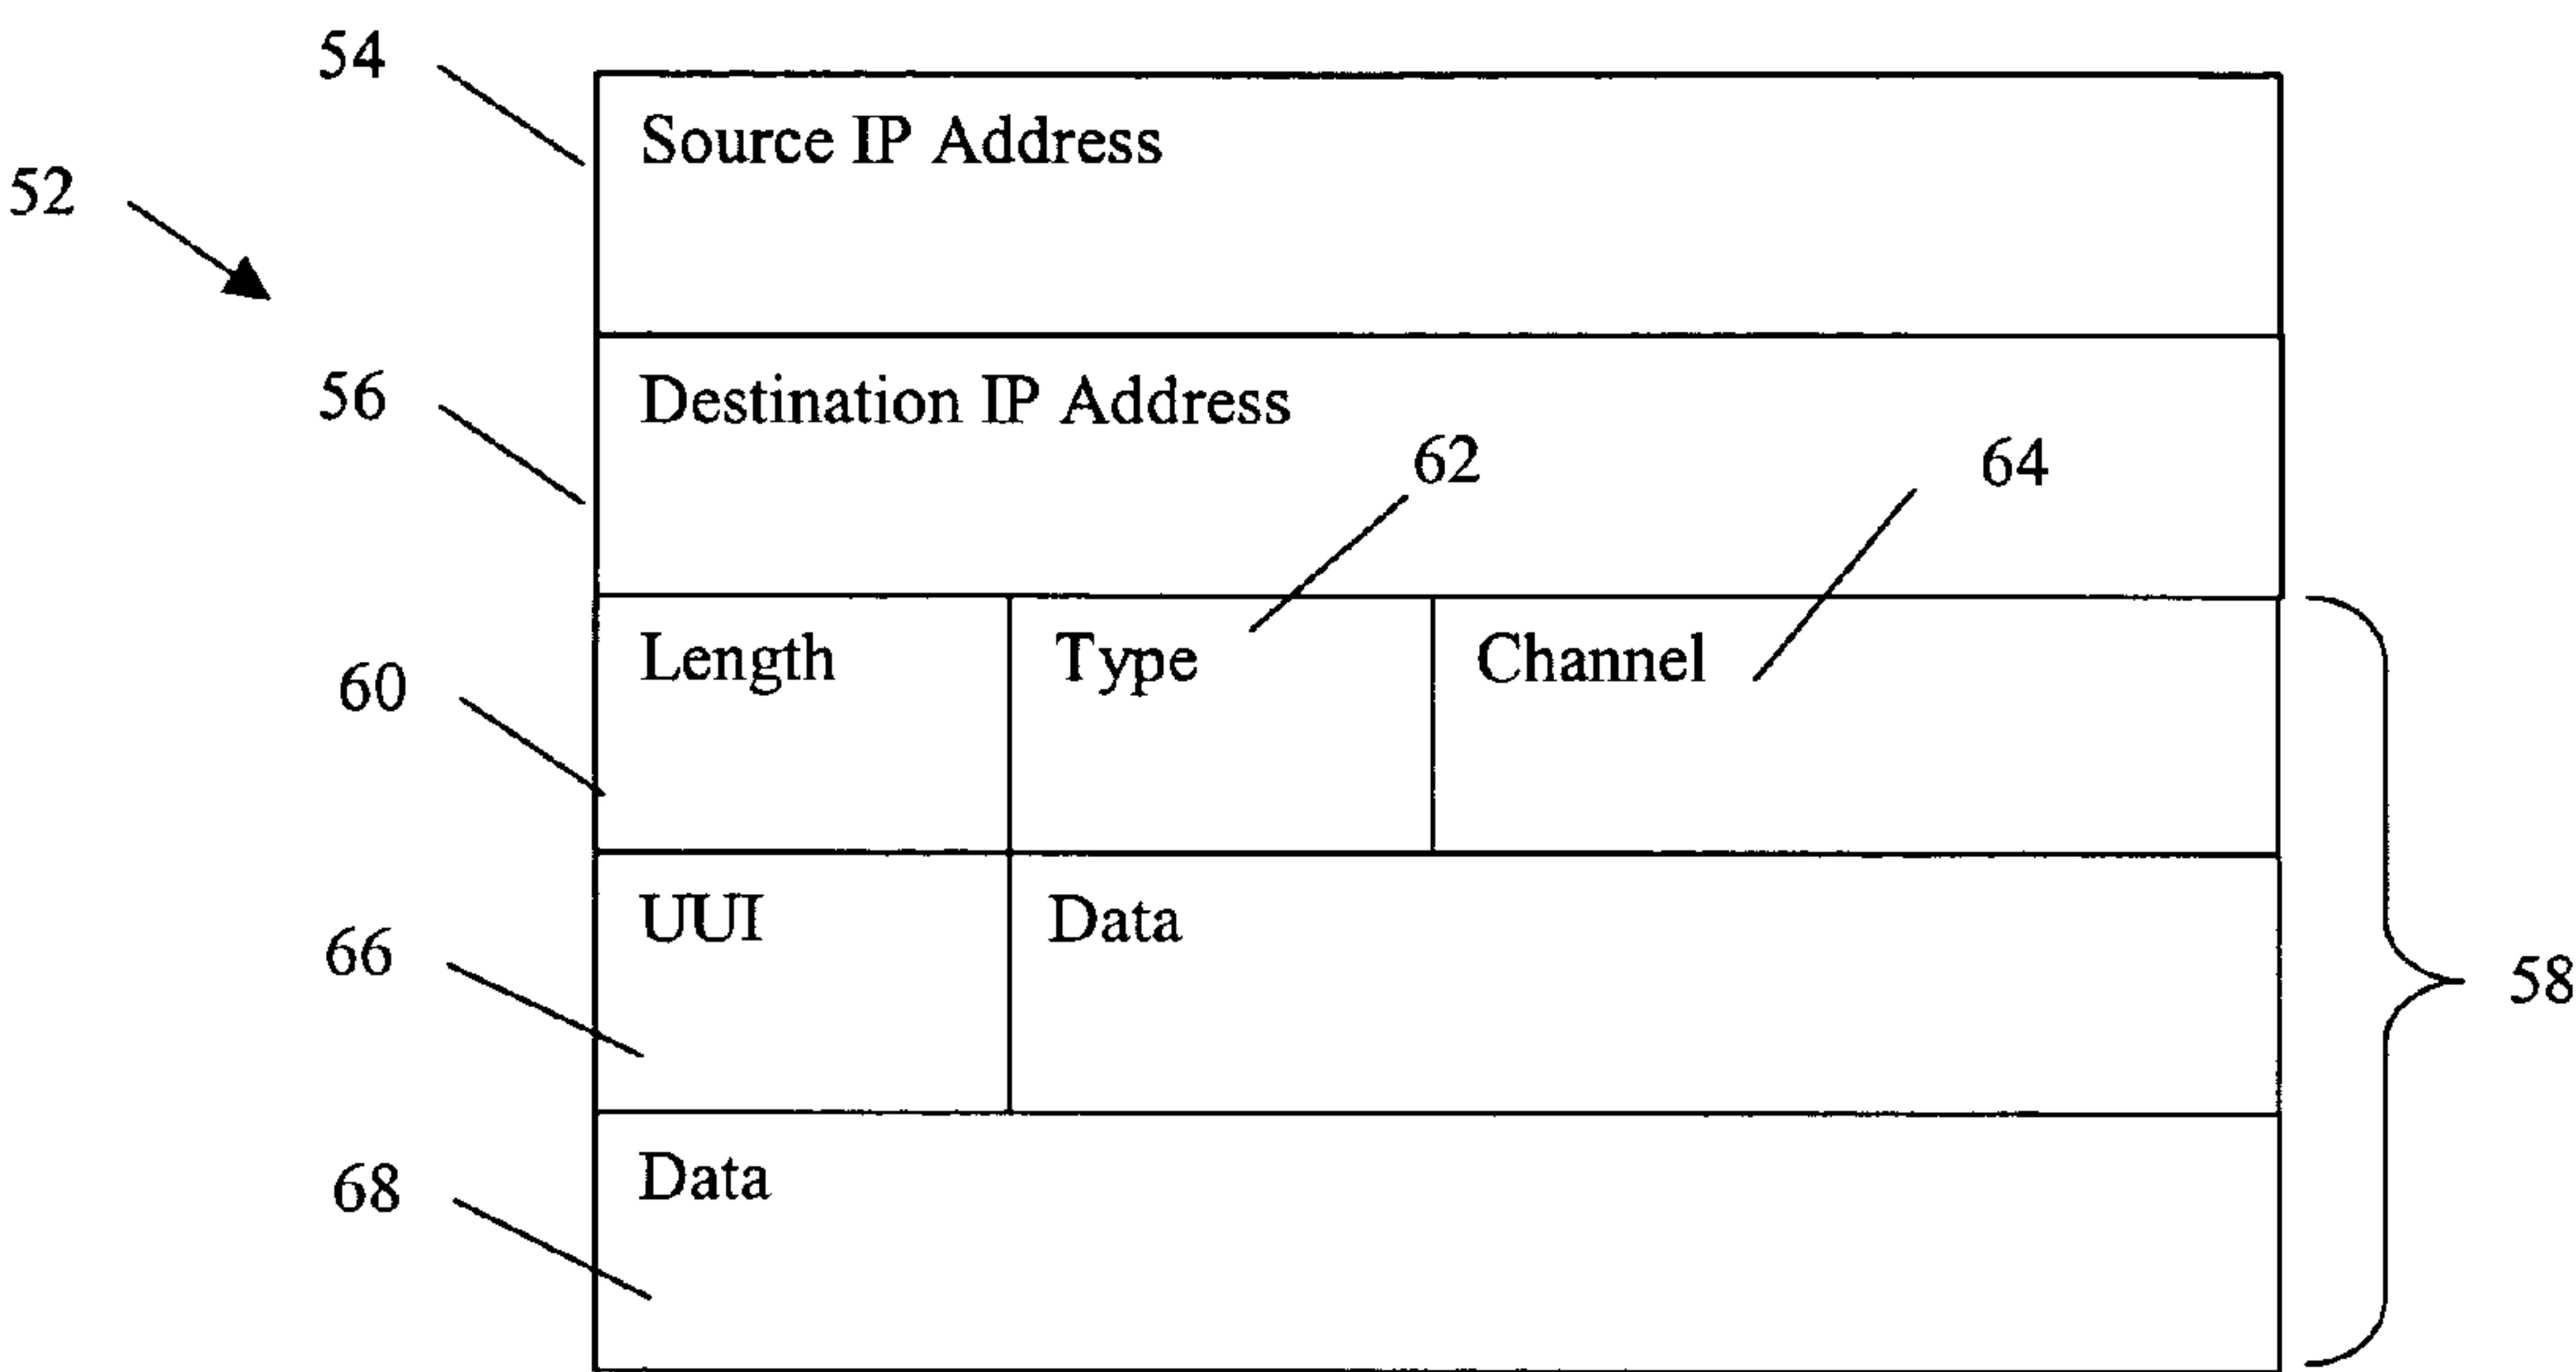 54
Source IP Address
52
56
Destination IP Address
62
64
60
Length
Type
Channel
66
UUI
Data
58
68
Data